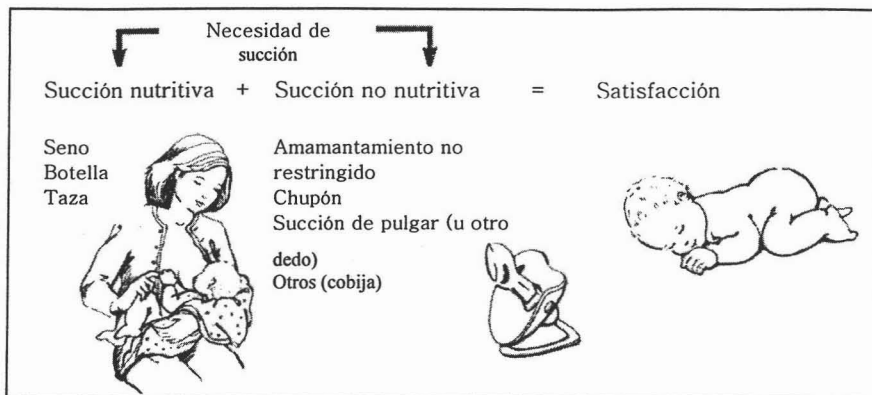 Necesidad de
succión
Succión nutritiva + Succión no nutritiva = Satisfacción
Seno
Botella
Taza
Amamantamiento no
restringido
Chupón
Succión de pulgar (u otro
dedo)
Otros (cobija)